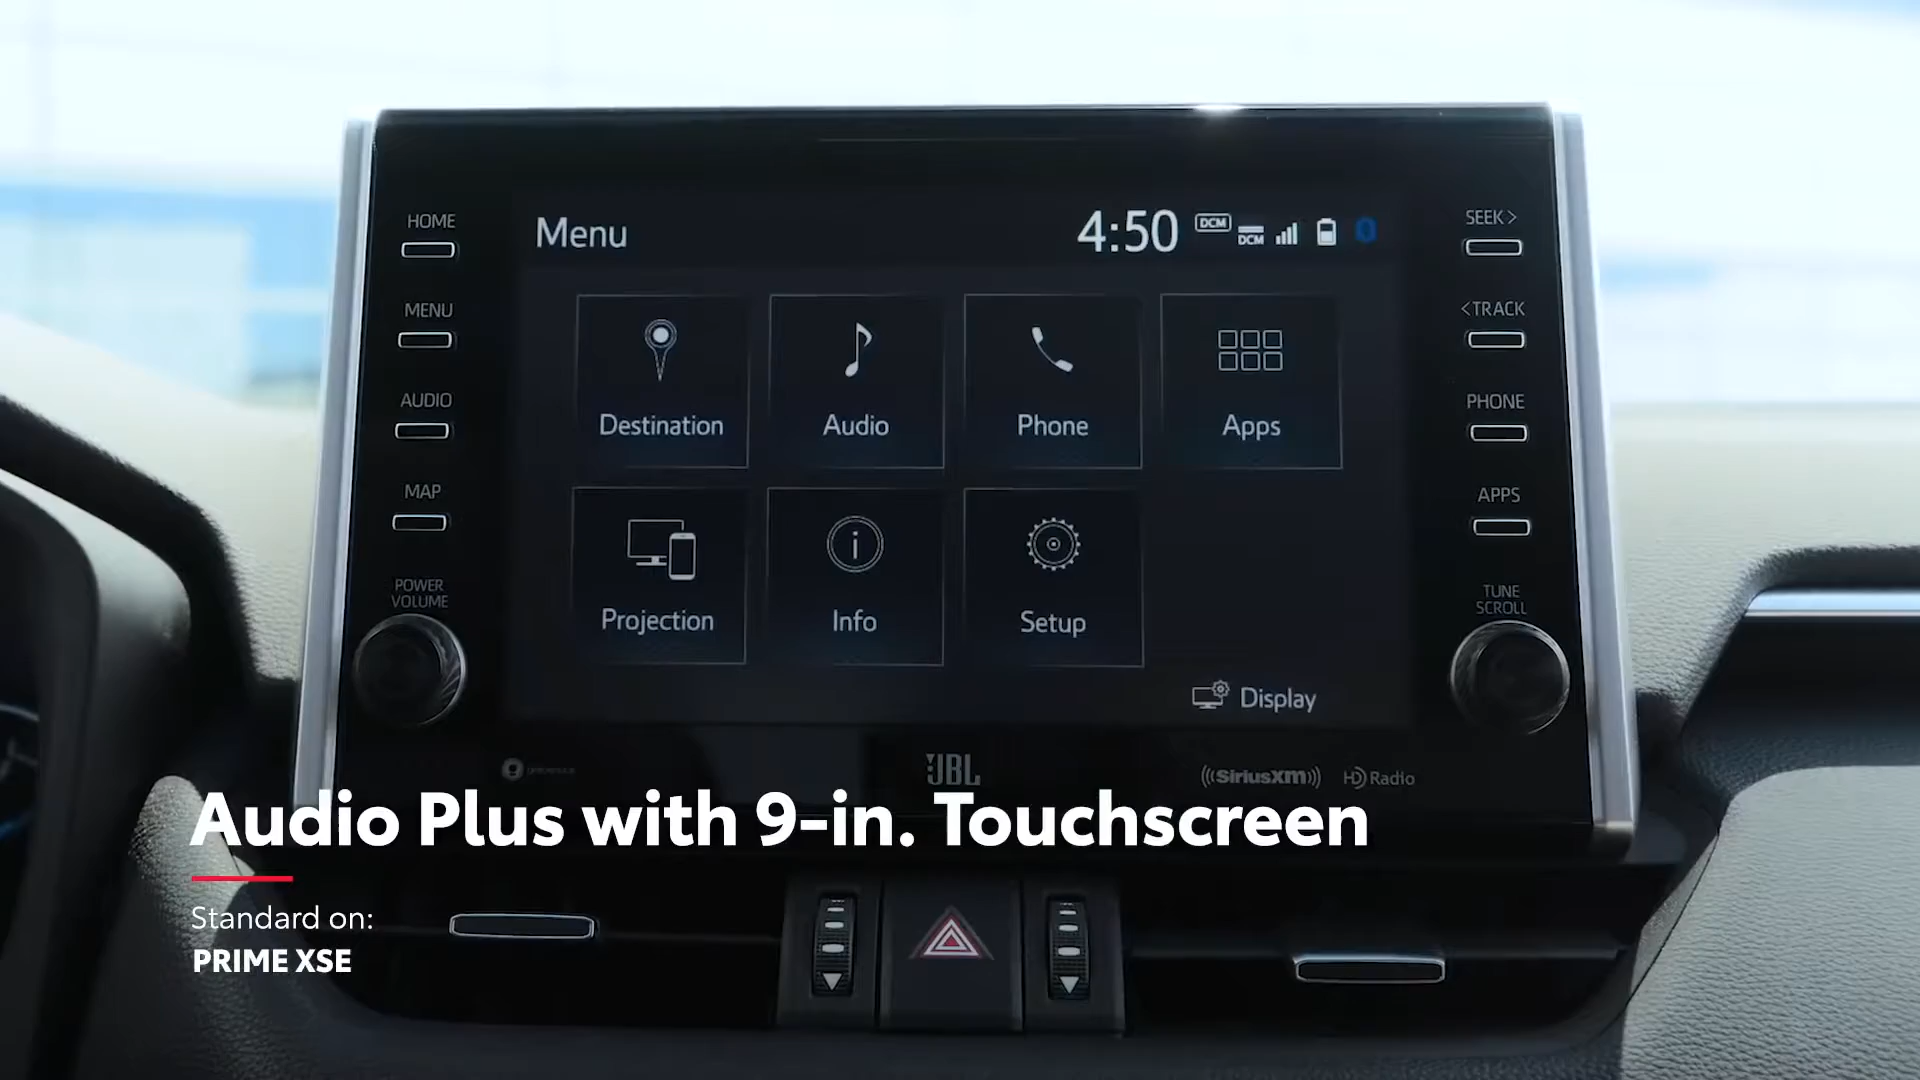 HOME
MENU
AUDIO
MAP
POWER
VOLUME
Menu
4:50
DCM
DCM
Destination
Audio
Phone
Apps
Projection
Info
Setup
Display
SEEK>
<TRACK
PHONE
APPS
TUNE
SCROLL
JBL
((SiriusXM))
HD Radio
Audio Plus with 9-in. Touchscreen
Standard on:
PRIME XSE